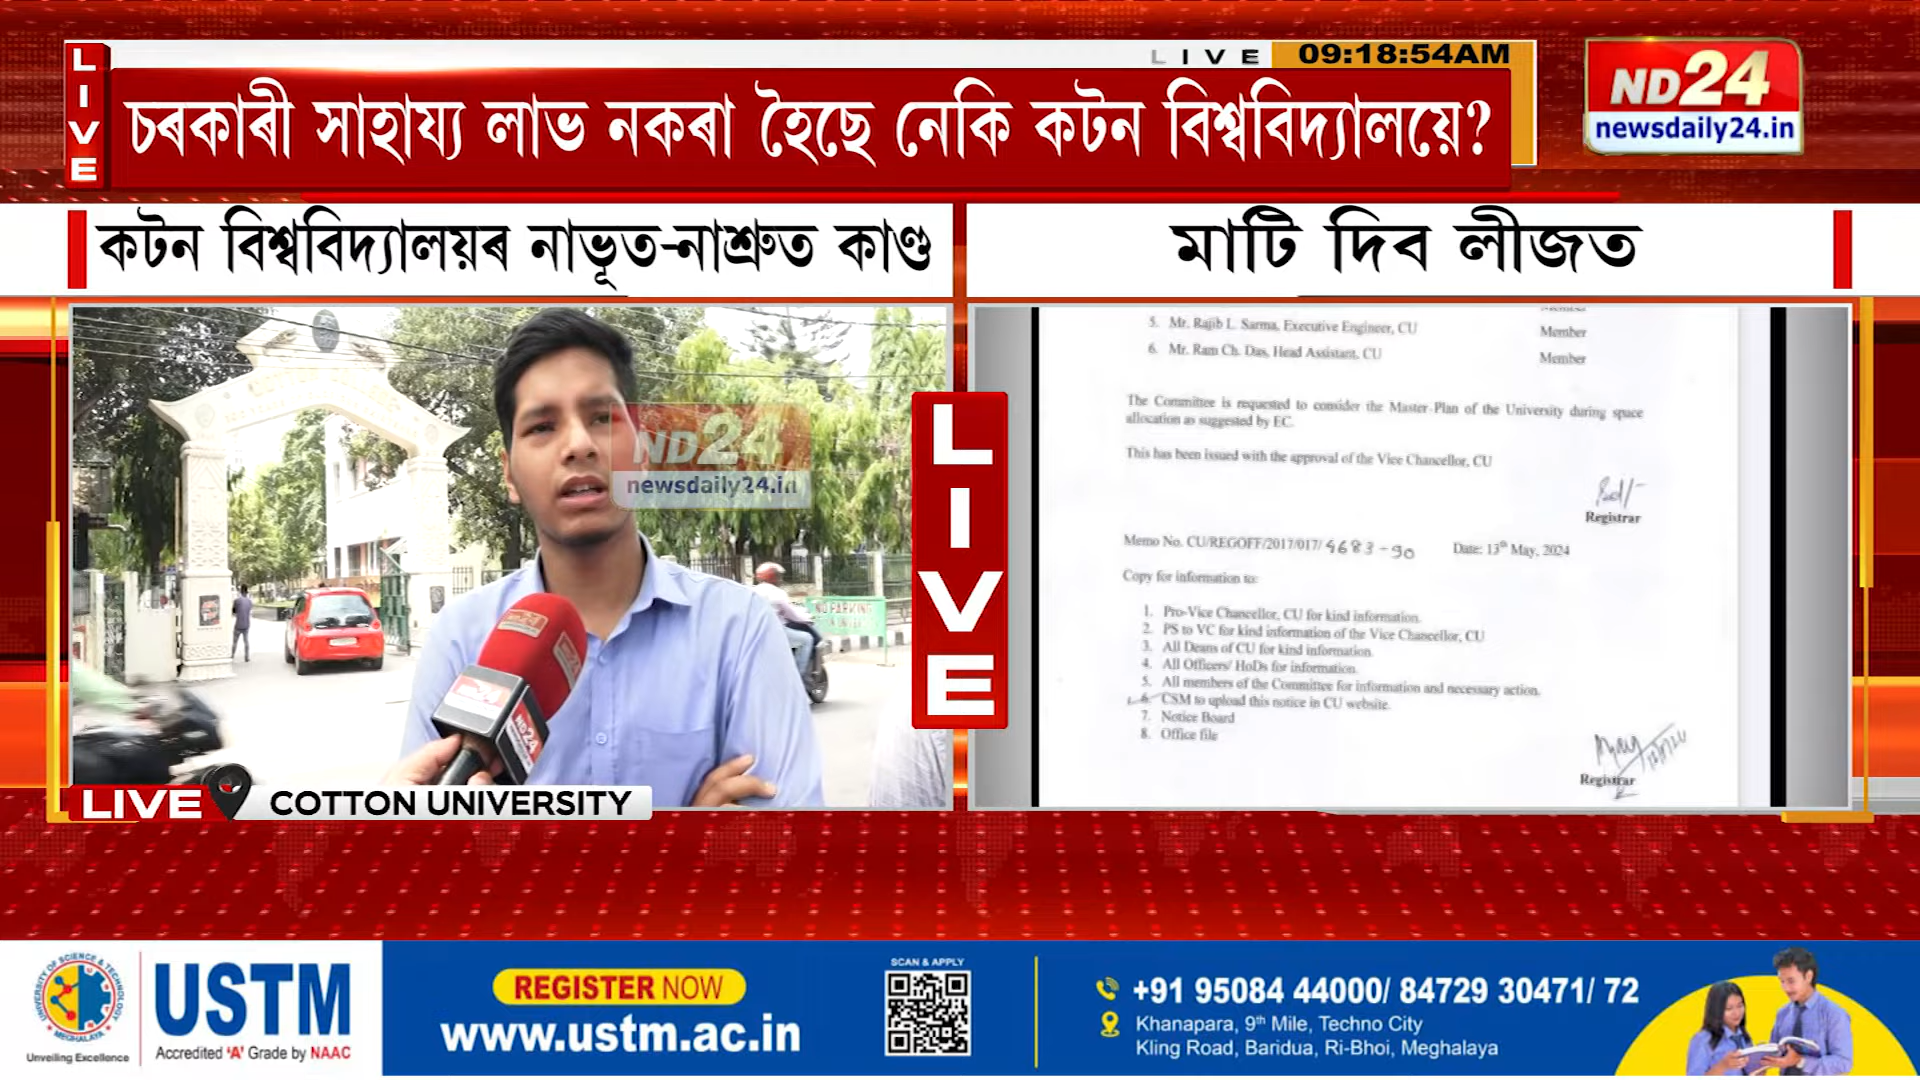 LIVE
LIVE 09:18:54AM
চৰকাৰী সাহায্য লাভ নকৰা হৈছে নেকি কটন বিশ্ববিদ্যালয়ে?
ND24
newsdaily24.in
কটন বিশ্ববিদ্যালয়ৰ নাভূত-নাশ্ৰুত কাণ্ড
মাটি দিব লীজত
ND24
newsdaily24.in
NO PARKING
ND24
LIVE
COTTON UNIVERSITY
LIVE
5. Mr. Rajib L. Sarma, Executive Engineer, CU Member
6. Mr. Ram Ch. Das, Head Assistant, CU Member
The Committee is requested to consider the Master Plan of the University during space
allocation as suggested by EC.
This has been issued with the approval of the Vice Chancellor, CU
Sd/-
Registrar
Memo No. CU/REGOFF/2017/017/4683-90 Date: 13th May, 2024
Copy for information to:
1. Pro-Vice Chancellor, CU for kind information.
2. PS to VC for kind information of the Vice Chancellor, CU
3. All Deans of CU for kind information.
4. All Officers/ HoDs for information.
5. All members of the Committee for information and necessary action.
6. CSM to upload this notice in CU website.
7. Notice Board
8. Office file
Registrar
UNIVERSITY OF SCIENCE & TECHNOLOGY
MEGHALAYA
Unveiling Excellence
USTM
Accredited 'A' Grade by NAAC
REGISTER NOW
www.ustm.ac.in
SCAN & APPLY
+91 95084 44000/ 84729 30471/ 72
Khanapara, 9th Mile, Techno City
Kling Road, Baridua, Ri-Bhoi, Meghalaya